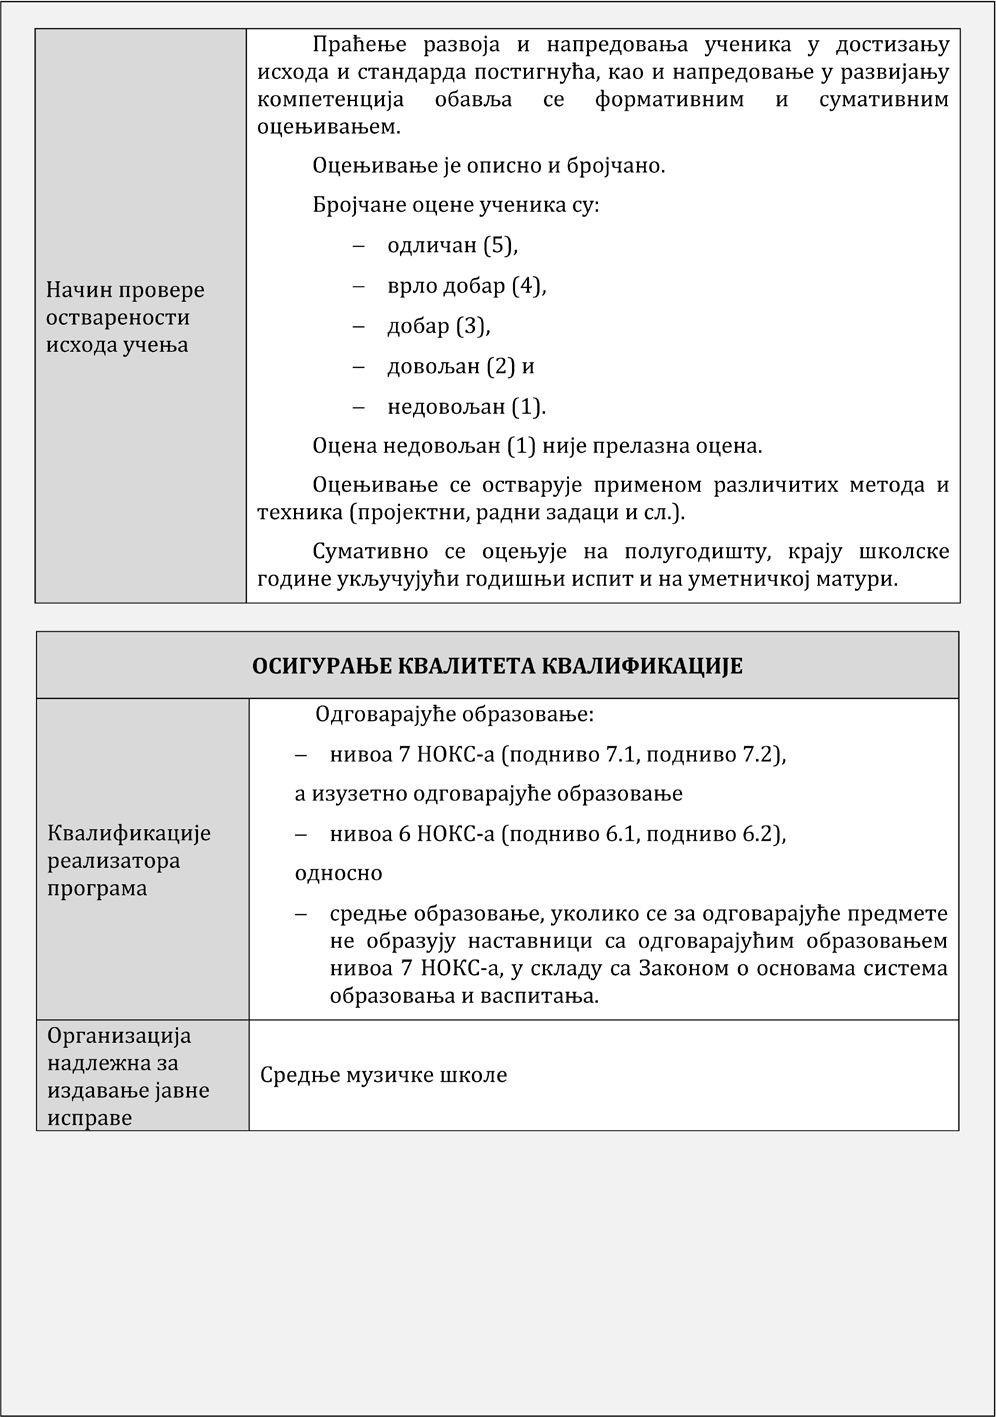 Начин провере
остварености
исхода учења
Праћење развоја и напредовања ученика у достизању
исхода и стандарда постигнућа, као и напредовање у развијању
компетенција обавља се формативним и сумативним
оцењивањем.
Оцењивање је описно и бројчано.
Бројчане оцене ученика су:
– одличан (5),
– врло добар (4),
– добар (3),
– довољан (2) и
– недовољан (1).
Оцена недовољан (1) није прелазна оцена.
Оцењивање се остварује применом различитих метода и
техника (пројектни, радни задаци и сл.).
Сумативно се оцењује на полугодишту, крају школске
године укључујући годишњи испит и на уметничкој матури.
ОСИГУРАЊЕ КВАЛИТЕТА КВАЛИФИКАЦИЈЕ
Квалификације
реализатора
програма
Одговарајуће образовање:
– нивоа 7 НОКС-а (подниво 7.1, подниво 7.2),
а изузетно одговарајуће образовање
– нивоа 6 НОКС-а (подниво 6.1, подниво 6.2),
односно
– средње образовање, уколико се за одговарајуће предмете
не образују наставници са одговарајућим образовањем
нивоа 7 НОКС-а, у складу са Законом о основама система
образовања и васпитања.
Организација
надлежна за
издавање јавне
исправе
Средње музичке школе